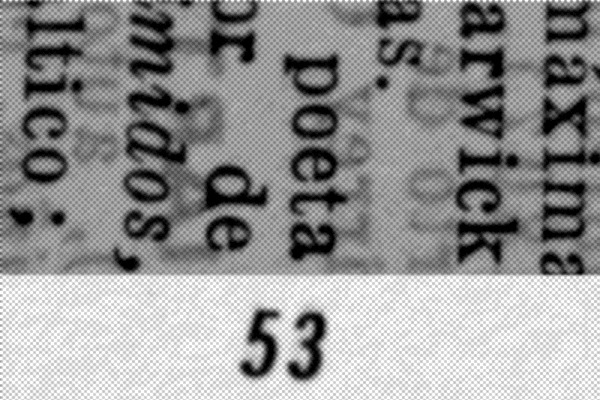 máxima
arwick
as.
poeta
or de
midos,
ltico ;
53